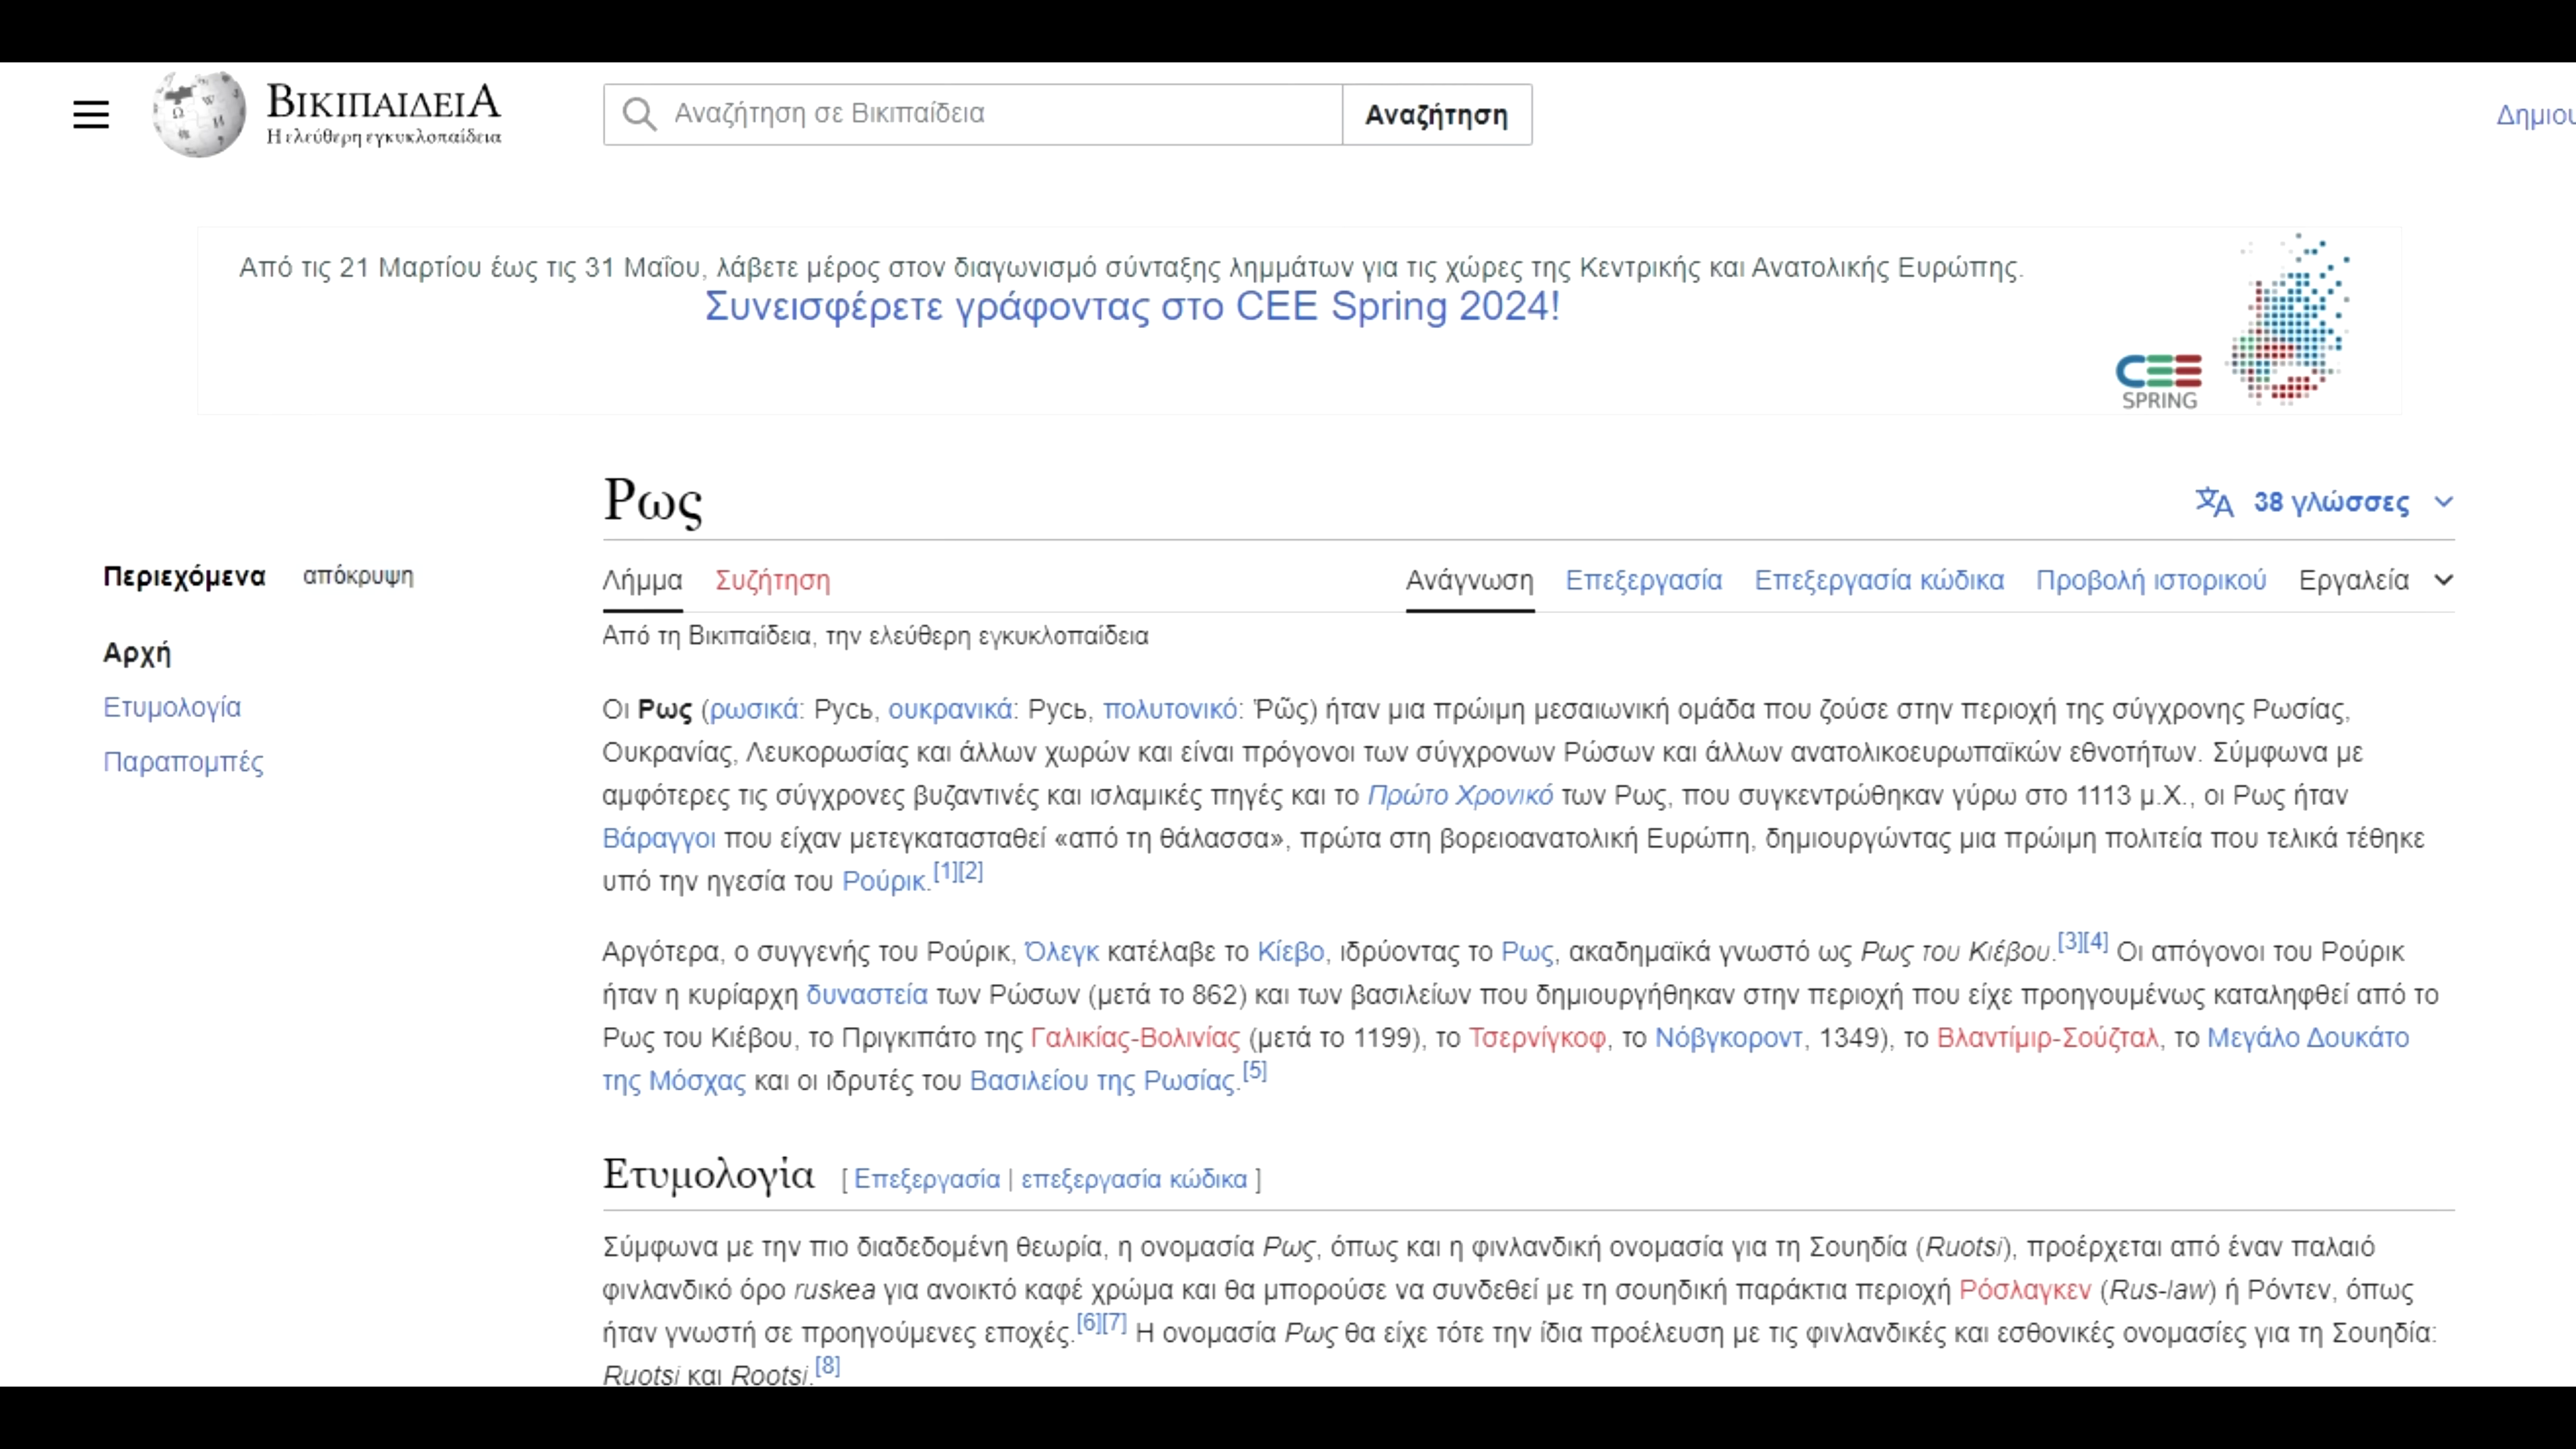 ΒΙΚΙΠΑΙΔΕΙΑ
Η ελεύθερη εγκυκλοπαίδεια
Αναζήτηση σε Βικιπαίδεια
Αναζήτηση
Από τις 21 Μαρτίου έως τις 31 Μαΐου, λάβετε μέρος στον διαγωνισμό σύνταξης λημμάτων για τις χώρες της Κεντρικής και Ανατολικής Ευρώπης.
Συνεισφέρετε γράφοντας στο CEE Spring 2024!
CEE
SPRING
Ρως
38 γλώσσες
Περιεχόμενα απόκρυψη
Αρχή
Ετυμολογία
Παραπομπές
Λήμμα Συζήτηση Ανάγνωση Επεξεργασία Επεξεργασία κώδικα Προβολή ιστορικού Εργαλεία
Από τη Βικιπαίδεια, την ελεύθερη εγκυκλοπαίδεια
Οι Ρως (ρωσικά: Русь, ουκρανικά: Русь, πολυτονικό: Ῥῶς) ήταν μια πρώιμη μεσαιωνική ομάδα που ζούσε στην περιοχή της σύγχρονης Ρωσίας,
Ουκρανίας, Λευκορωσίας και άλλων χωρών και είναι πρόγονοι των σύγχρονων Ρώσων και άλλων ανατολικοευρωπαϊκών εθνοτήτων. Σύμφωνα με
αμφότερες τις σύγχρονες βυζαντινές και ισλαμικές πηγές και το Πρώτο Χρονικό των Ρως, που συγκεντρώθηκαν γύρω στο 1113 μ.Χ., οι Ρως ήταν
Βάραγγοι που είχαν μετεγκατασταθεί «από τη θάλασσα», πρώτα στη βορειοανατολική Ευρώπη, δημιουργώντας μια πρώιμη πολιτεία που τελικά τέθηκε
υπό την ηγεσία του Ρούρικ.[1][2]
Αργότερα, ο συγγενής του Ρούρικ, Όλεγκ κατέλαβε το Κίεβο, ιδρύοντας το Ρως, ακαδημαϊκά γνωστό ως Ρως του Κιέβου.[3][4] Οι απόγονοι του Ρούρικ
ήταν η κυρίαρχη δυναστεία των Ρώσων (μετά το 862) και των βασιλείων που δημιουργήθηκαν στην περιοχή που είχε προηγουμένως καταληφθεί από το
Ρως του Κιέβου, το Πριγκιπάτο της Γαλικίας-Βολινίας (μετά το 1199), το Τσερνίγκοφ, το Νόβγκοροντ, 1349), το Βλαντίμιρ-Σούζταλ, το Μεγάλο Δουκάτο
της Μόσχας και οι ιδρυτές του Βασιλείου της Ρωσίας.[5]
Ετυμολογία [ Επεξεργασία | επεξεργασία κώδικα ]
Σύμφωνα με την πιο διαδεδομένη θεωρία, η ονομασία Ρως, όπως και η φινλανδική ονομασία για τη Σουηδία (Ruotsi), προέρχεται από έναν παλαιό
φινλανδικό όρο ruskea για ανοικτό καφέ χρώμα και θα μπορούσε να συνδεθεί με τη σουηδική παράκτια περιοχή Ρόσλαγκεν (Rus-law) ή Ρόντεν, όπως
ήταν γνωστή σε προηγούμενες εποχές.[6][7] Η ονομασία Ρως θα είχε τότε την ίδια προέλευση με τις φινλανδικές και εσθονικές ονομασίες για τη Σουηδία:
Ruotsi και Rootsi.[8]